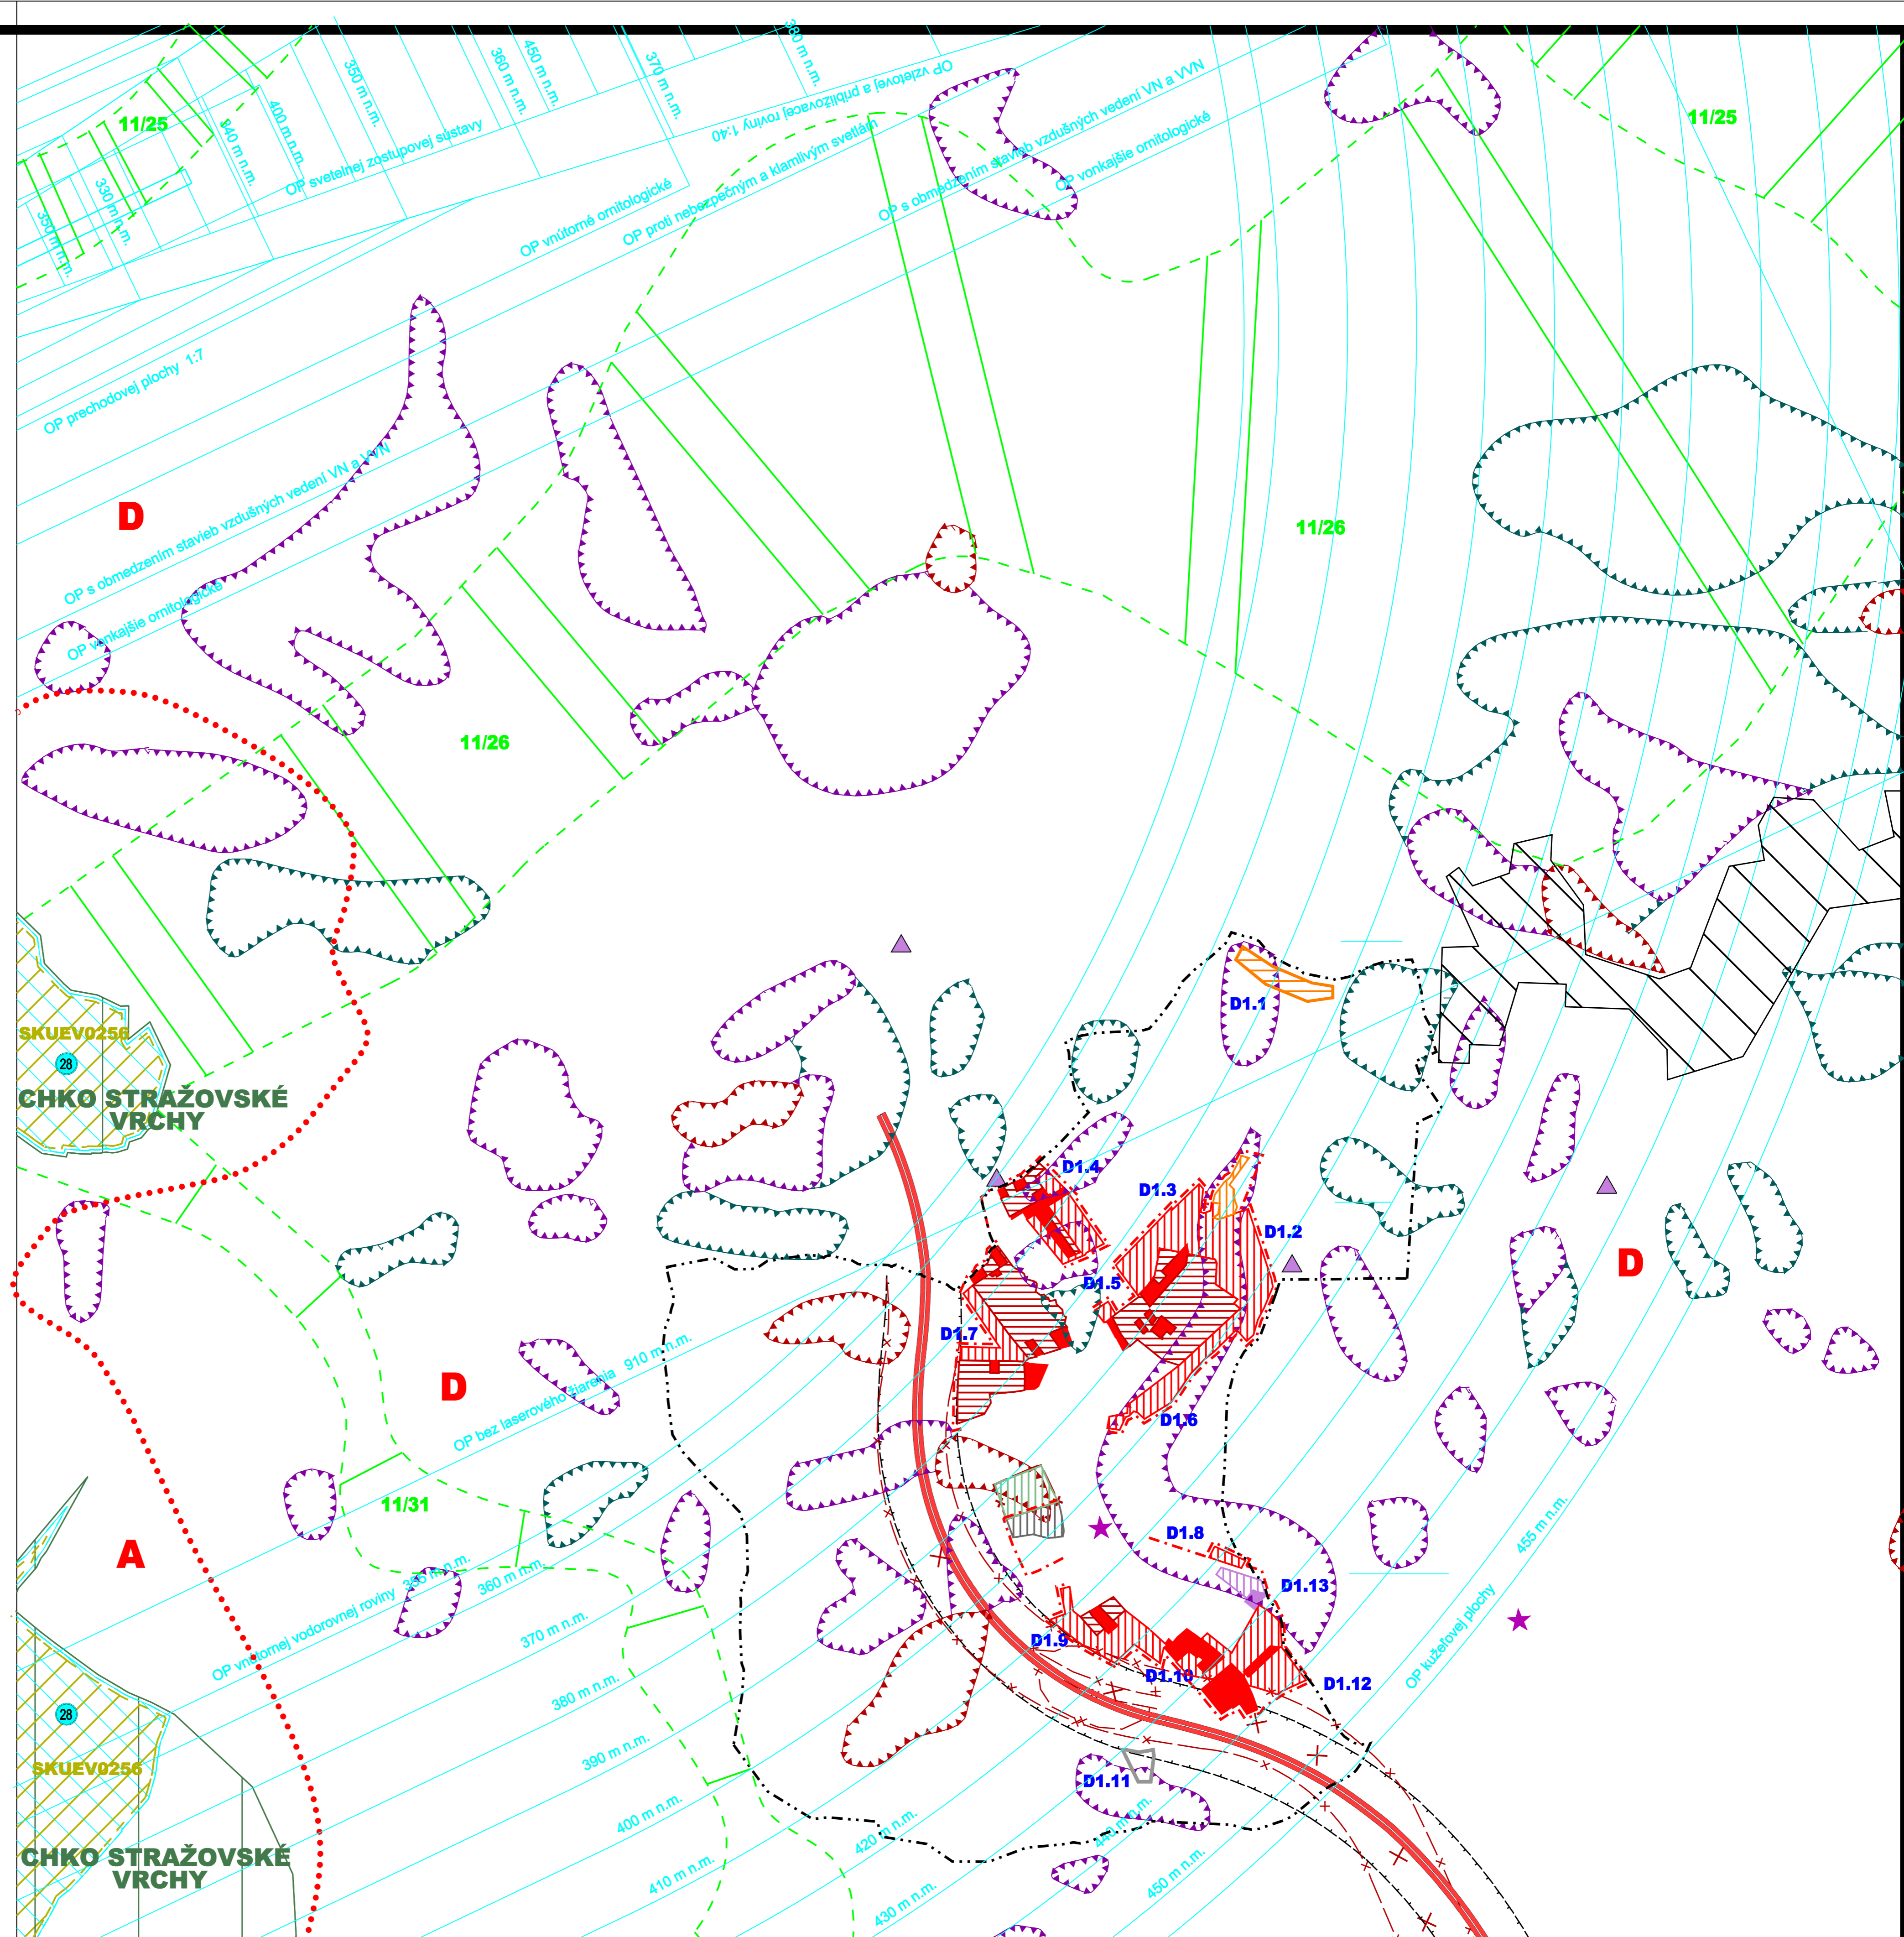 380 m n.m.
450 m n.m.
360 m n.m.
370 m n.m.
350 m n.m.
OP vzletovej a približovacej roviny 1:40
400 m n.m.
340 m n.m.
11/25
11/25
OP svetelnej zostupovej sústavy
OP s obmedzením stavieb vzdušných vedení VN a VVN
OP vonkajšie ornitologické
OP proti nebezpečným a klamlivým svetlám
OP vnútorné ornitologické
330 m n.m.
350 m n.m.
OP prechodovej plochy 1:7
D
OP s obmedzením stavieb vzdušných vedení VN a VVN
11/26
OP vonkajšie ornitologické
11/26
D1.1
SKUEV0256
28
CHKO STRAŽOVSKÉ
VRCHY
D1.4
D1.3
D1.2
D
D1.5
D1.7
OP bez laserového žiarenia 910 m n.m.
D
D1.6
11/31
D1.8
455 m n.m.
A
OP vnútornej vodorovnej roviny 355 m n.m.
360 m n.m.
D1.13
370 m n.m.
D1.9
OP kužeľovej plochy
D1.10
D1.12
380 m n.m.
28
390 m n.m.
SKUEV0256
D1.11
400 m n.m.
420 m n.m.
440 m n.m.
CHKO STRAŽOVSKÉ
VRCHY
410 m n.m.
430 m n.m.
450 m n.m.